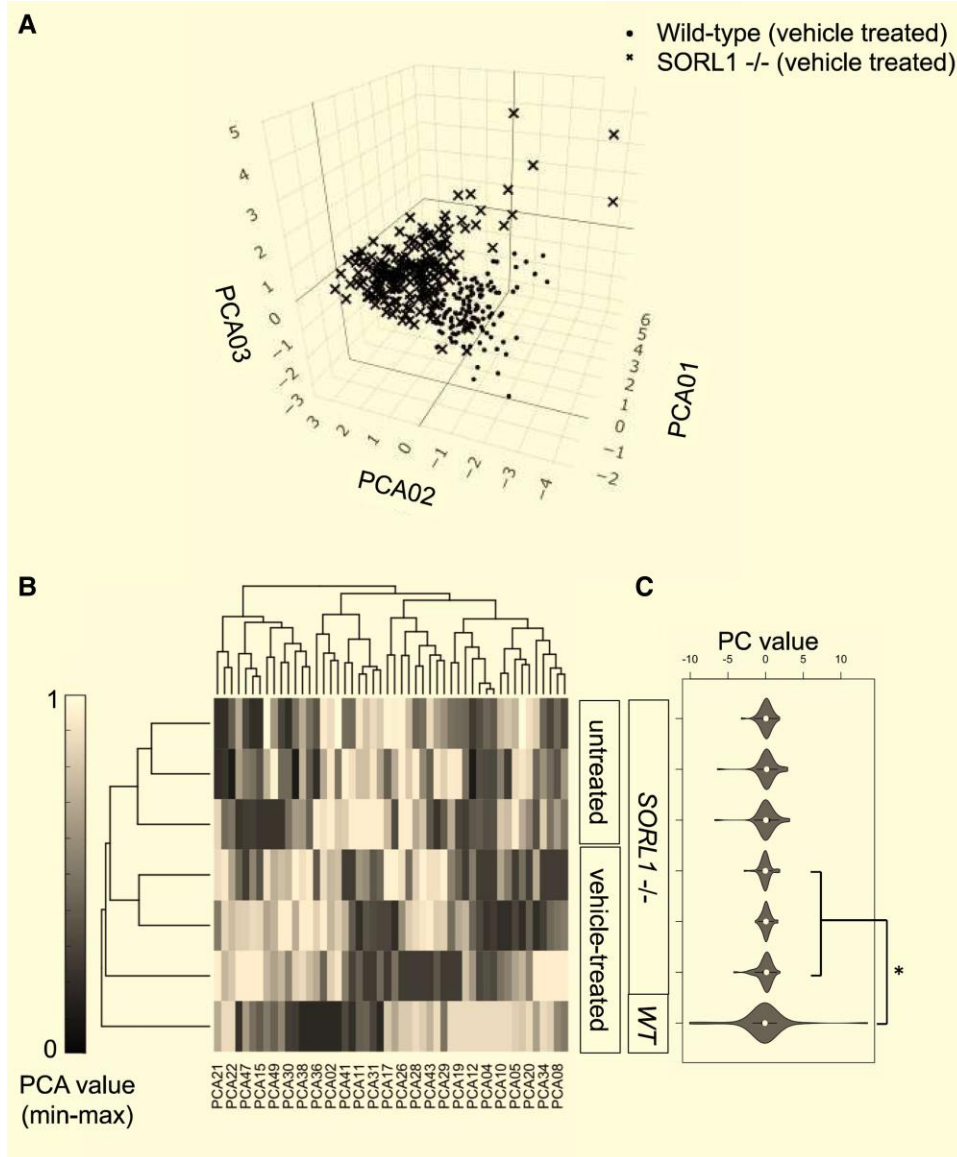 A
• Wild-type (vehicle treated)
× SORL1 -/- (vehicle treated)
5
4
3
2
1
0
−1
−2
−3
PCA03
3
2
1
0
−1
−2
−3
−4
PCA02
6
5
4
3
2
1
0
−1
−2
PCA01
B
1
0
PCA value
(min-max)
untreated
vehicle-treated
SORL1 -/-
WT
PCA21
PCA22
PCA47
PCA15
PCA49
PCA30
PCA38
PCA36
PCA02
PCA41
PCA11
PCA31
PCA17
PCA26
PCA28
PCA43
PCA29
PCA19
PCA12
PCA04
PCA10
PCA05
PCA20
PCA34
PCA08
C
PC value
-10 -5 0 5 10
*